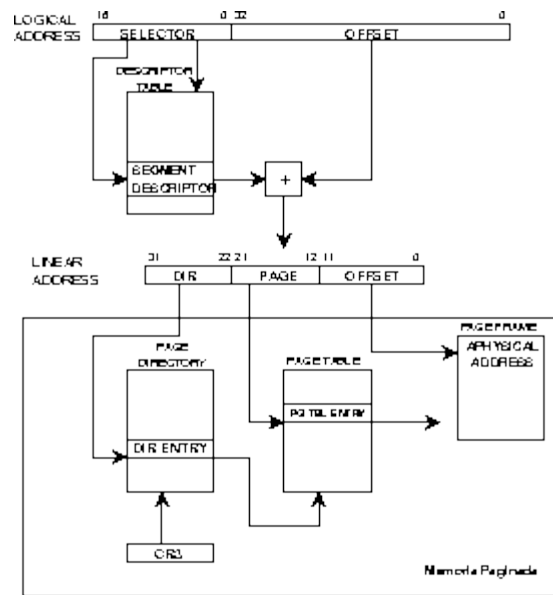 LOGICAL
ADDRESS
16 0 32 0
SELECTOR OFFSET
DESCRIPTOR
TABLE
SEGMENT
DESCRIPTOR
+
LINEAR
ADDRESS
31 22 21 12 11 0
DIR PAGE OFFSET
PAGE
DIRECTORY
PAGE TABLE
PAGE FRAME
APHYSICAL
ADDRESS
PG TBL ENTRY
DIR ENTRY
CR3
Memoria Paginada